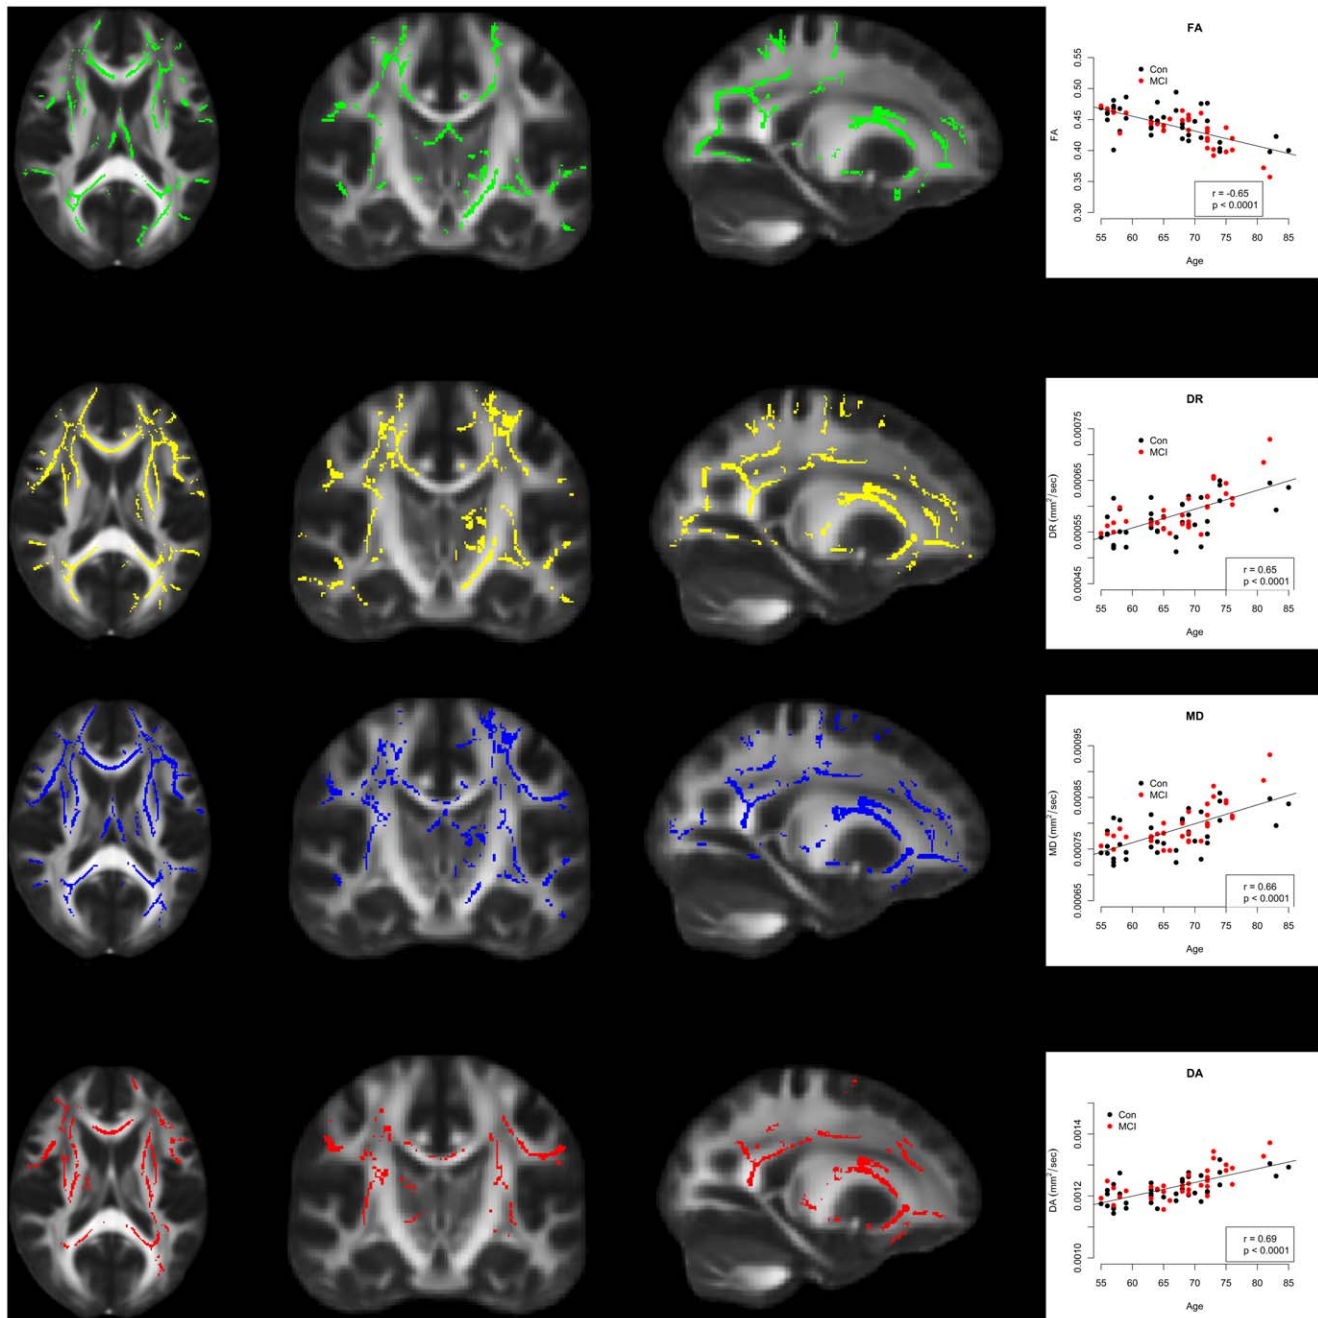 FA
0.55
0.50
0.45
0.40
0.35
0.30
FA
Con
MCI
r = -0.65
p < 0.0001
55 60 65 70 75 80 85
Age
DR
0.00075
0.00065
0.00055
0.00045
DR (mm²/sec)
Con
MCI
r = 0.65
p < 0.0001
55 60 65 70 75 80 85
Age
MD
0.00095
0.00085
0.00075
0.00065
MD (mm²/sec)
Con
MCI
r = 0.66
p < 0.0001
55 60 65 70 75 80 85
Age
DA
0.0014
0.0012
0.0010
DA (mm²/sec)
Con
MCI
r = 0.69
p < 0.0001
55 60 65 70 75 80 85
Age